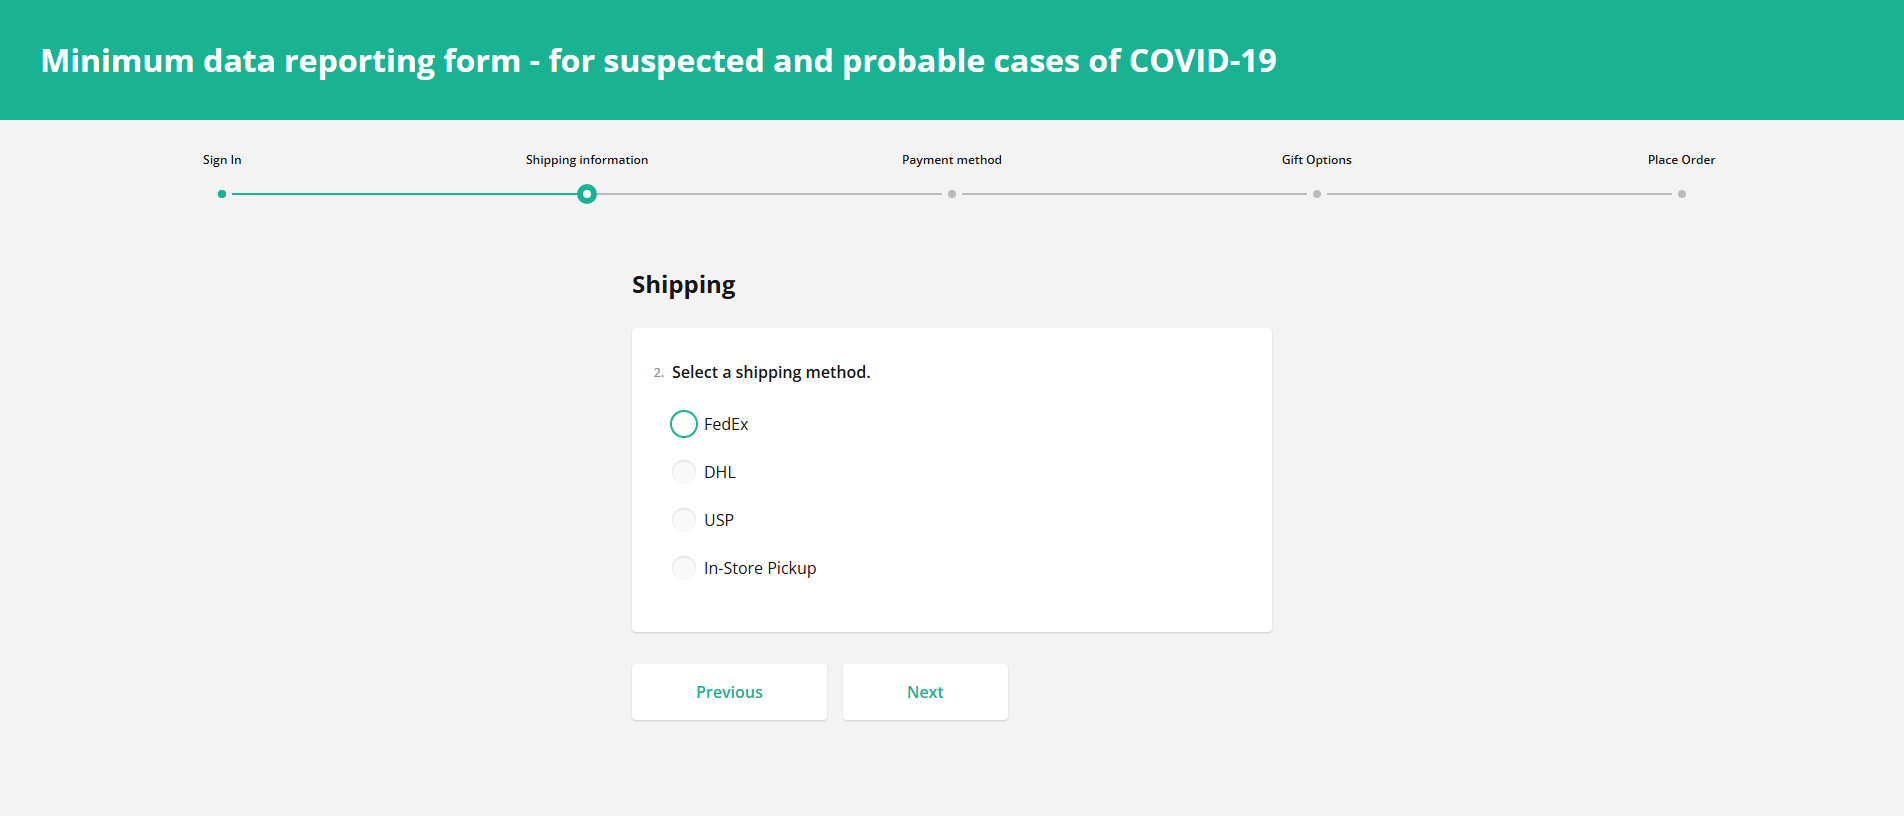 Minimum data reporting form - for suspected and probable cases of COVID-19
Sign In
Shipping information
Payment method
Gift Options
Place Order
Shipping
2. Select a shipping method.
FedEx
DHL
USP
In-Store Pickup
Previous
Next